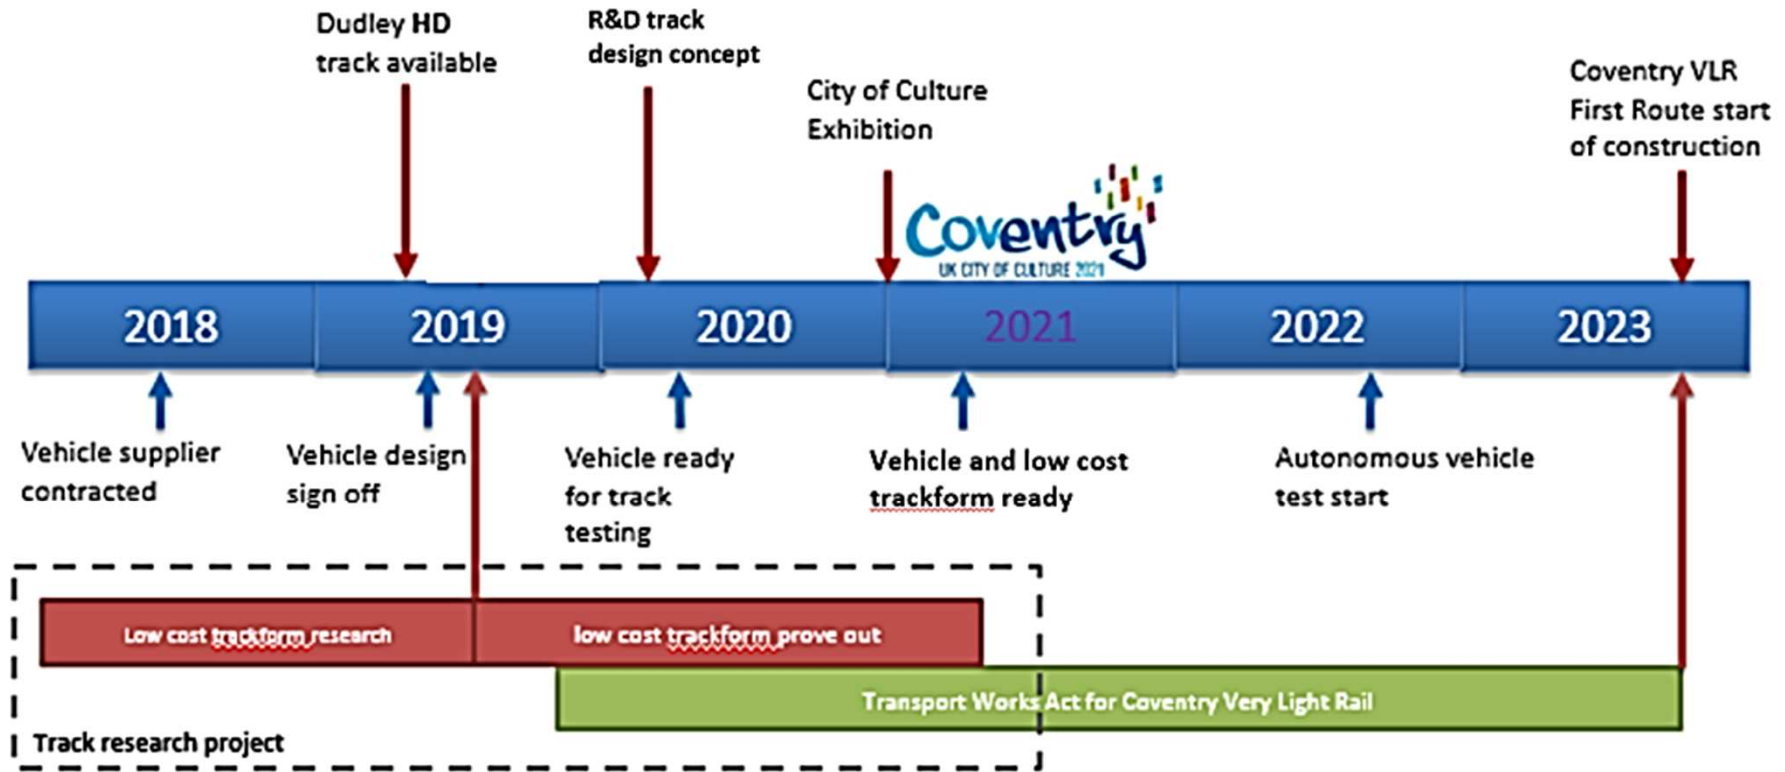 Dudley HD
track available
R&D track
design concept
City of Culture
Exhibition
Coventry VLR
First Route start
of construction
Coventry
UK CITY OF CULTURE 2021
2018
2019
2020
2021
2022
2023
Vehicle supplier
contracted
Vehicle design
sign off
Vehicle ready
for track
testing
Vehicle and low cost
trackform ready
Autonomous vehicle
test start
Low cost trackform research
low cost trackform prove out
Transport Works Act for Coventry Very Light Rail
Track research project